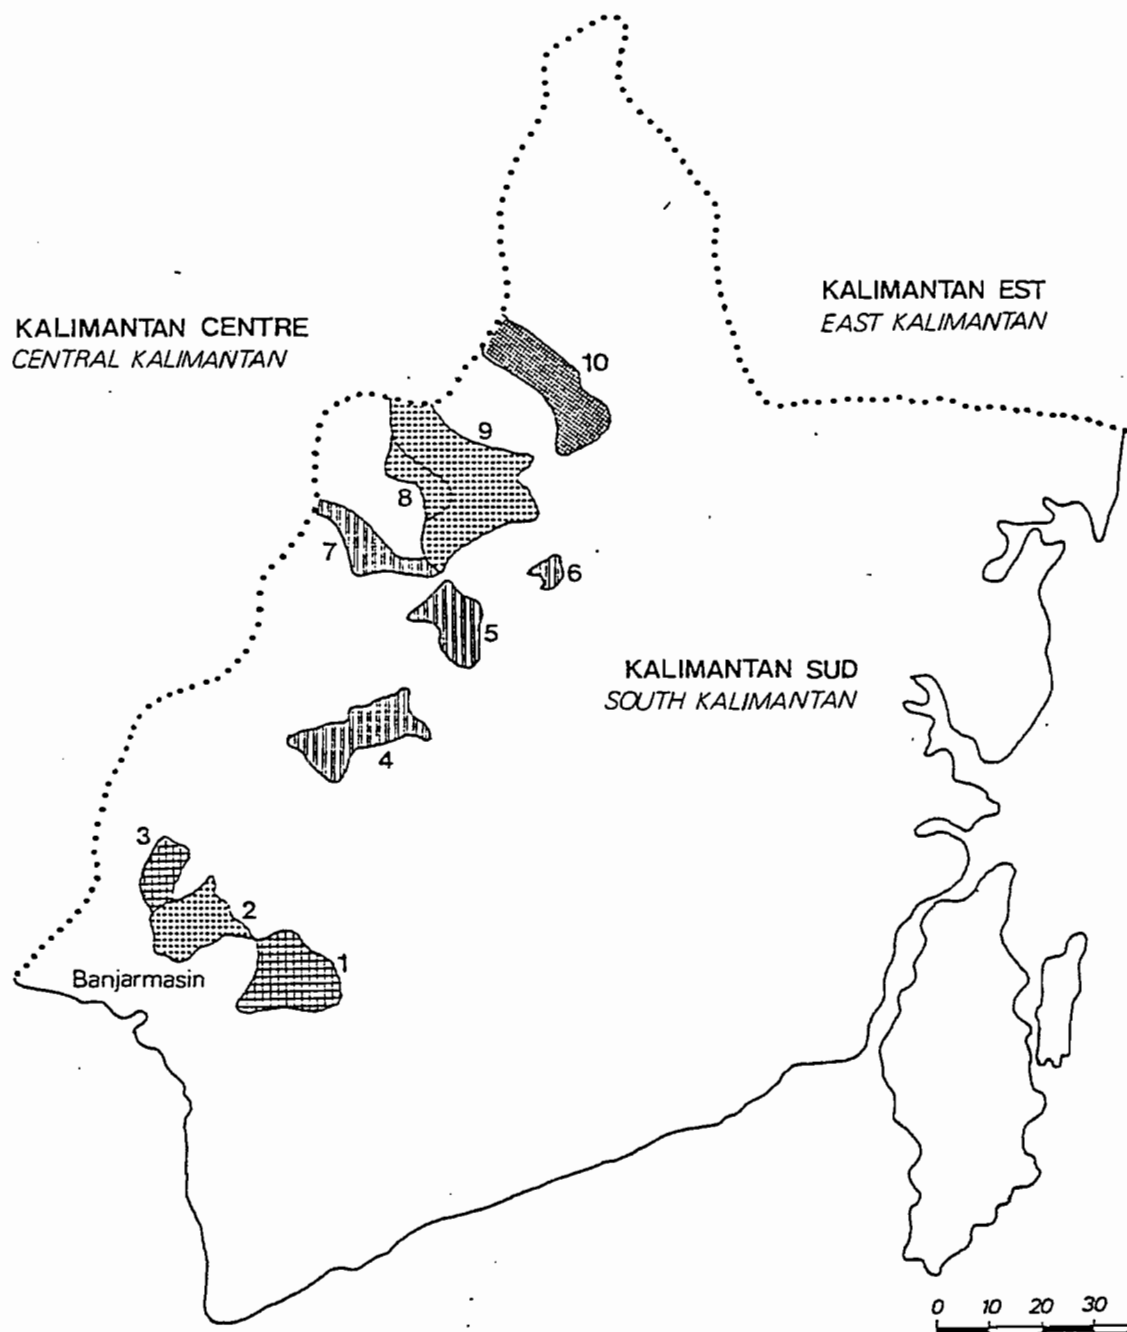 KALIMANTAN EST
EAST KALIMANTAN
KALIMANTAN CENTRE
CENTRAL KALIMANTAN
10
9
8
7
6
5
KALIMANTAN SUD
SOUTH KALIMANTAN
4
3
2
1
Banjarmasin
0 10 20 30